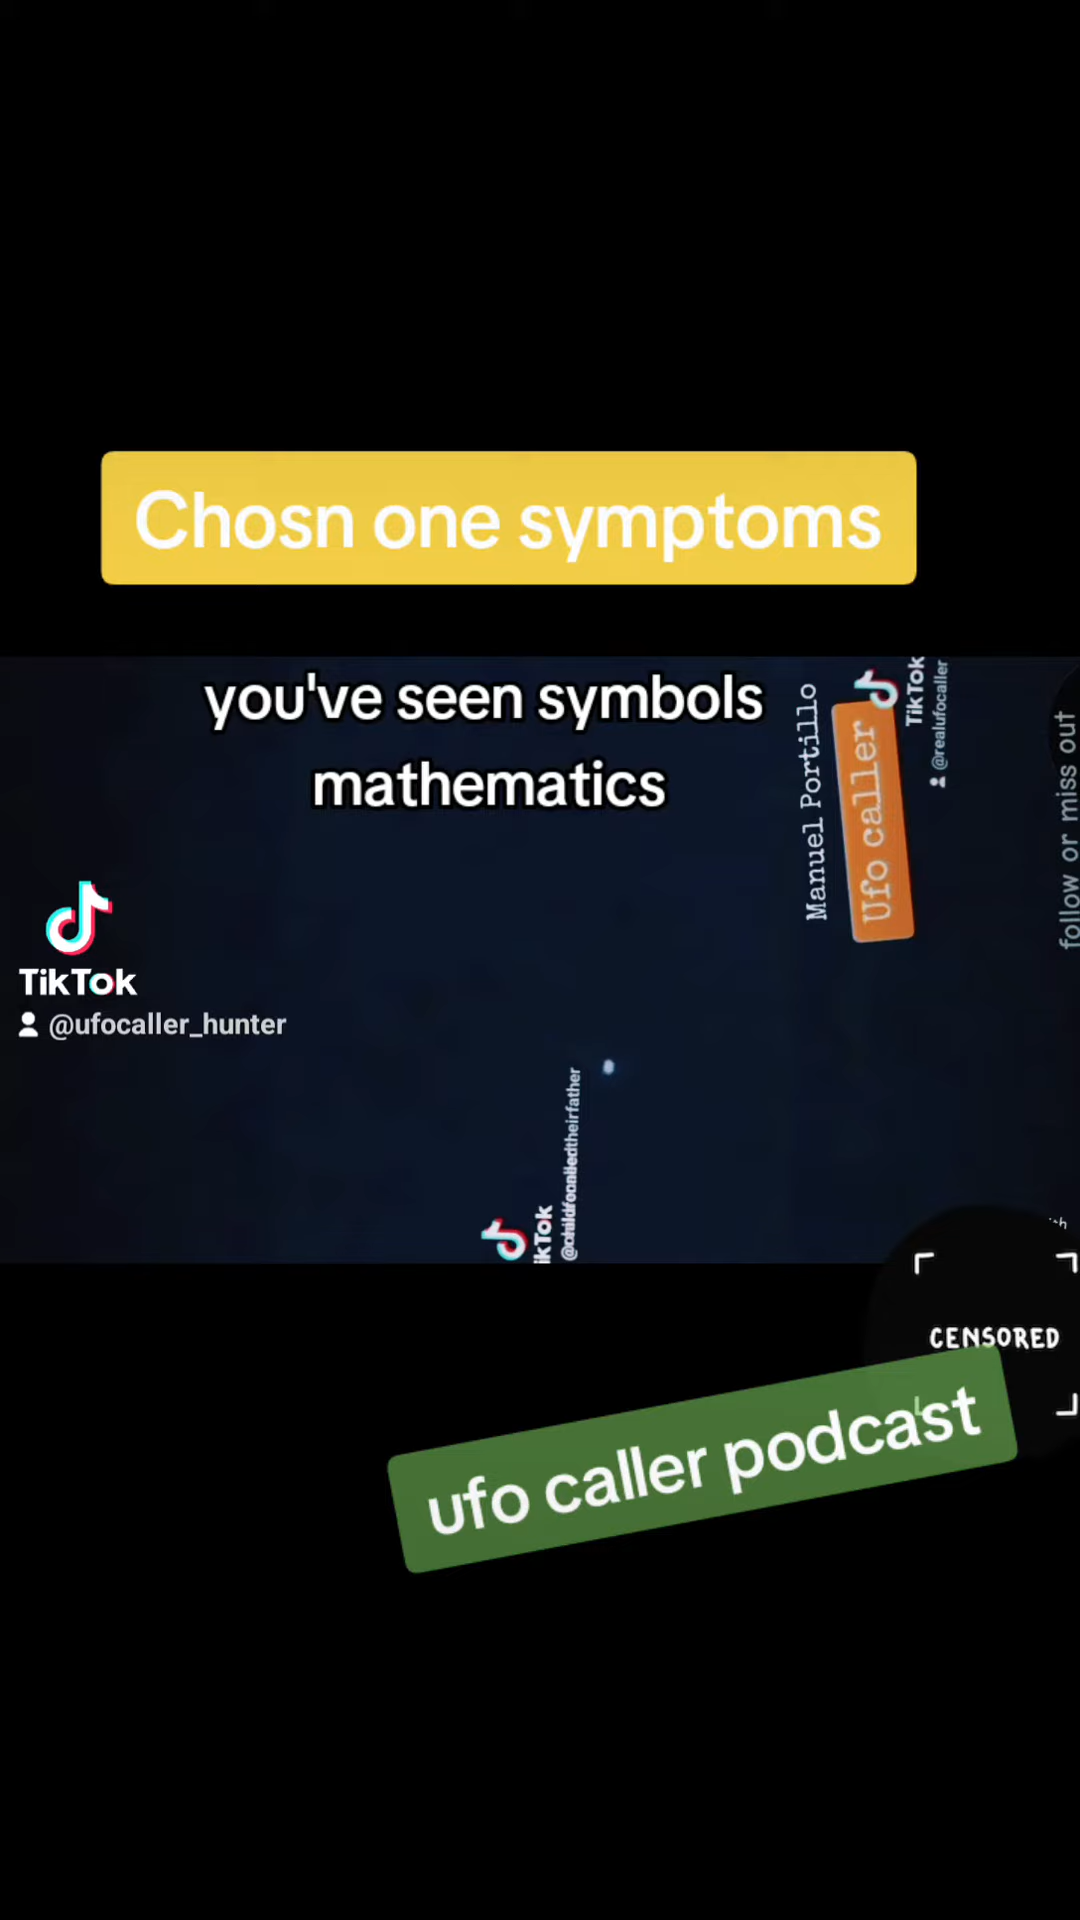 Chosn one symptoms
you've seen symbols
mathematics
Manuel Portillo
Ufo caller
TikTok
@realufocaller
follow or miss out
TikTok
@ufocaller_hunter
ikTok
CENSORED
ufo caller podcast